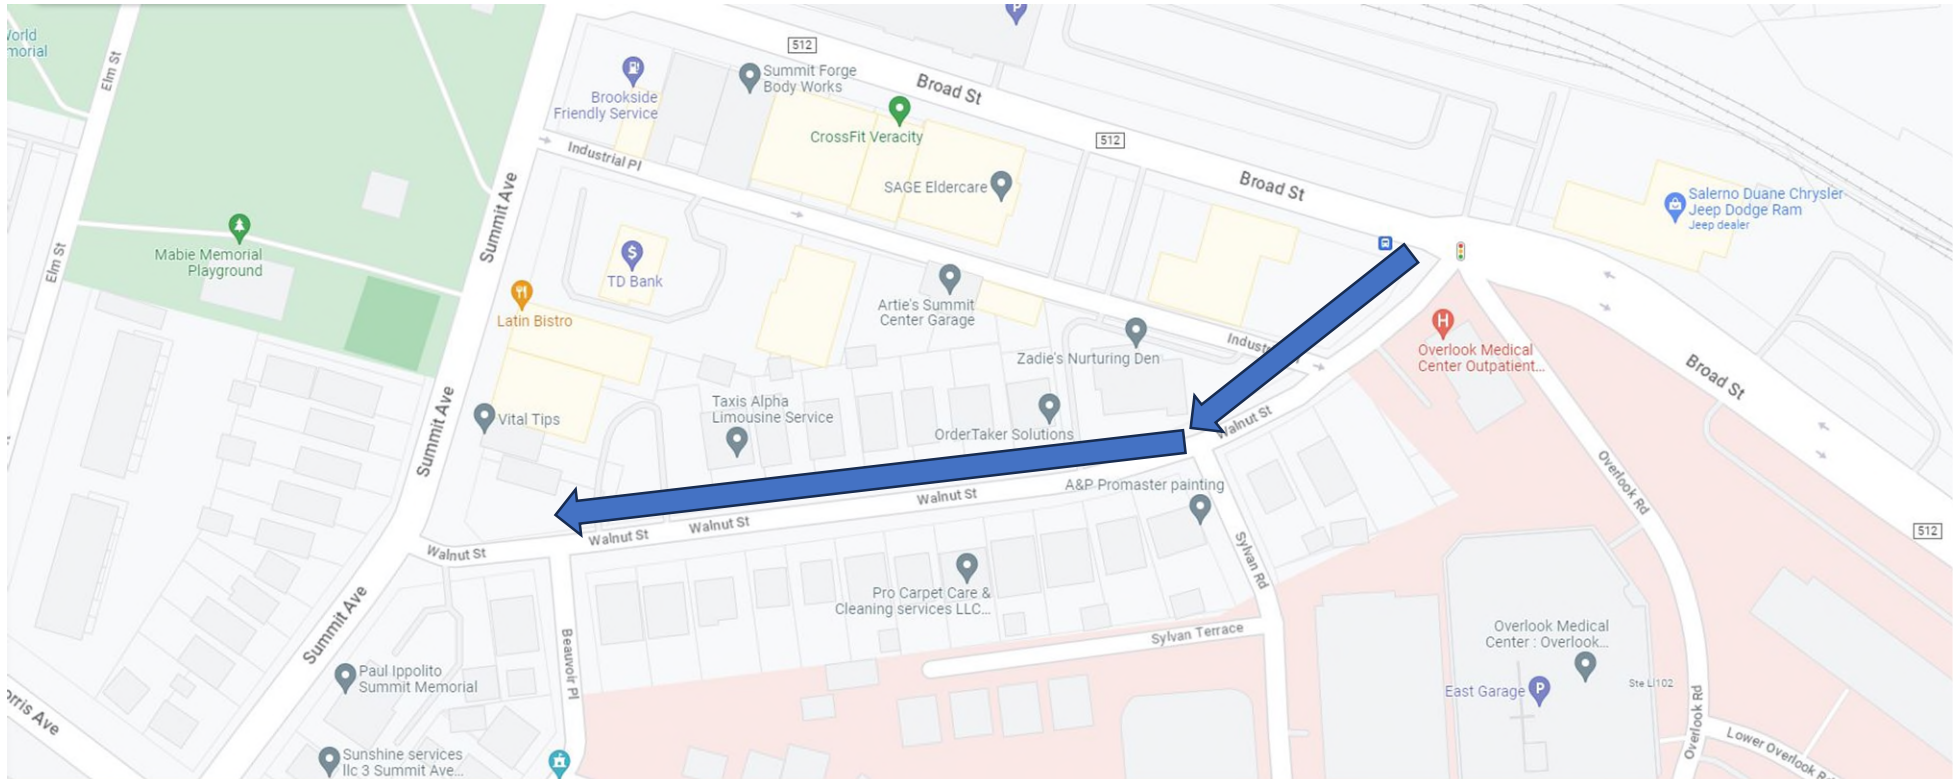 World
morial
Elm St
512
Summit Forge
Body Works
Broad St
P
Brookside
Friendly Service
CrossFit Veracity
512
Industrial Pl
SAGE Eldercare
Broad St
Salerno Duane Chrysler
Jeep Dodge Ram
Jeep dealer
Summit Ave
Mabie Memorial
Playground
Elm St
$
TD Bank
Latin Bistro
Artie's Summit
Center Garage
Zadie's Nurturing Den
Indust
H
Overlook Medical
Center Outpatient...
Broad St
Summit Ave
Vital Tips
Taxis Alpha
Limousine Service
OrderTaker Solutions
Walnut St
A&P Promaster painting
Overlook Rd
Walnut St
Walnut St
Walnut St
Walnut St
512
Sylvan Rd
Pro Carpet Care &
Cleaning services LLC...
Summit Ave
Beauvoir Pl
Sylvan Terrace
Overlook Medical
Center : Overlook...
Paul Ippolito
Summit Memorial
East Garage
P
Ste L1102
orris Ave
Sunshine services
llc 3 Summit Ave...
Overlook Rd
Lower Overlook Rd